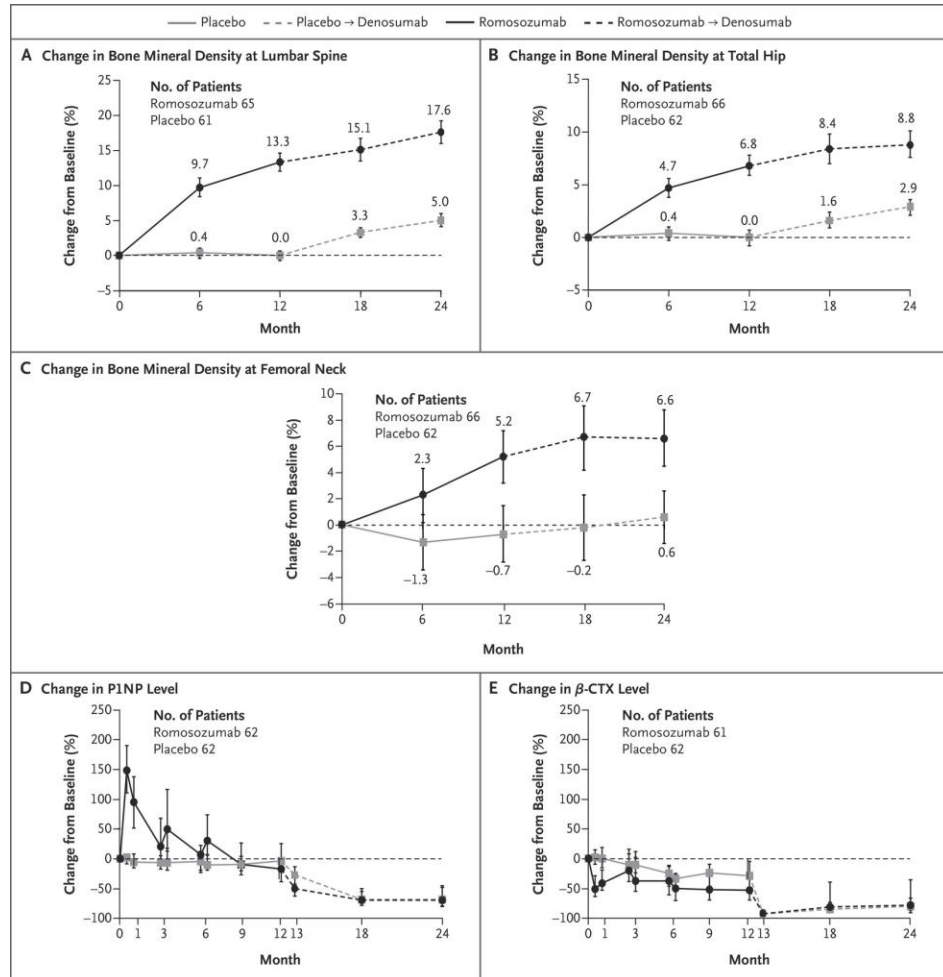 Placebo Placebo → Denosumab Romosozumab Romosozumab → Denosumab
A Change in Bone Mineral Density at Lumbar Spine
No. of Patients
Romosozumab 65
Placebo 61
Change from Baseline (%)
25
20
15
10
5
0
−5
9.7
13.3
15.1
17.6
0.4
0.0
3.3
5.0
0 6 12 18 24
Month
B Change in Bone Mineral Density at Total Hip
No. of Patients
Romosozumab 66
Placebo 62
Change from Baseline (%)
15
10
5
0
−5
4.7
6.8
8.4
8.8
0.4
0.0
1.6
2.9
0 6 12 18 24
Month
C Change in Bone Mineral Density at Femoral Neck
No. of Patients
Romosozumab 66
Placebo 62
Change from Baseline (%)
10
8
6
4
2
0
−2
−4
−6
2.3
5.2
6.7
6.6
−1.3
−0.7
−0.2
0.6
0 6 12 18 24
Month
D Change in P1NP Level
No. of Patients
Romosozumab 62
Placebo 62
Change from Baseline (%)
250
200
150
100
50
0
−50
−100
0 1 3 6 9 12 13 18 24
Month
E Change in β-CTX Level
No. of Patients
Romosozumab 61
Placebo 62
Change from Baseline (%)
250
200
150
100
50
0
−50
−100
0 1 3 6 9 12 13 18 24
Month